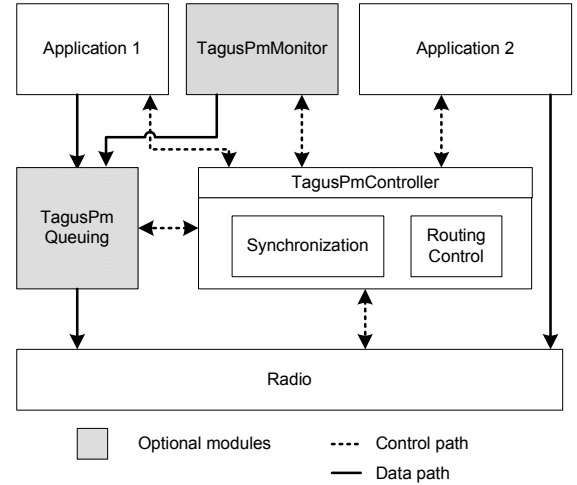 Application 1
TagusPmMonitor
Application 2
TagusPmController
TagusPm
Queuing
Synchronization
Routing
Control
Radio
Optional modules
Control path
Data path